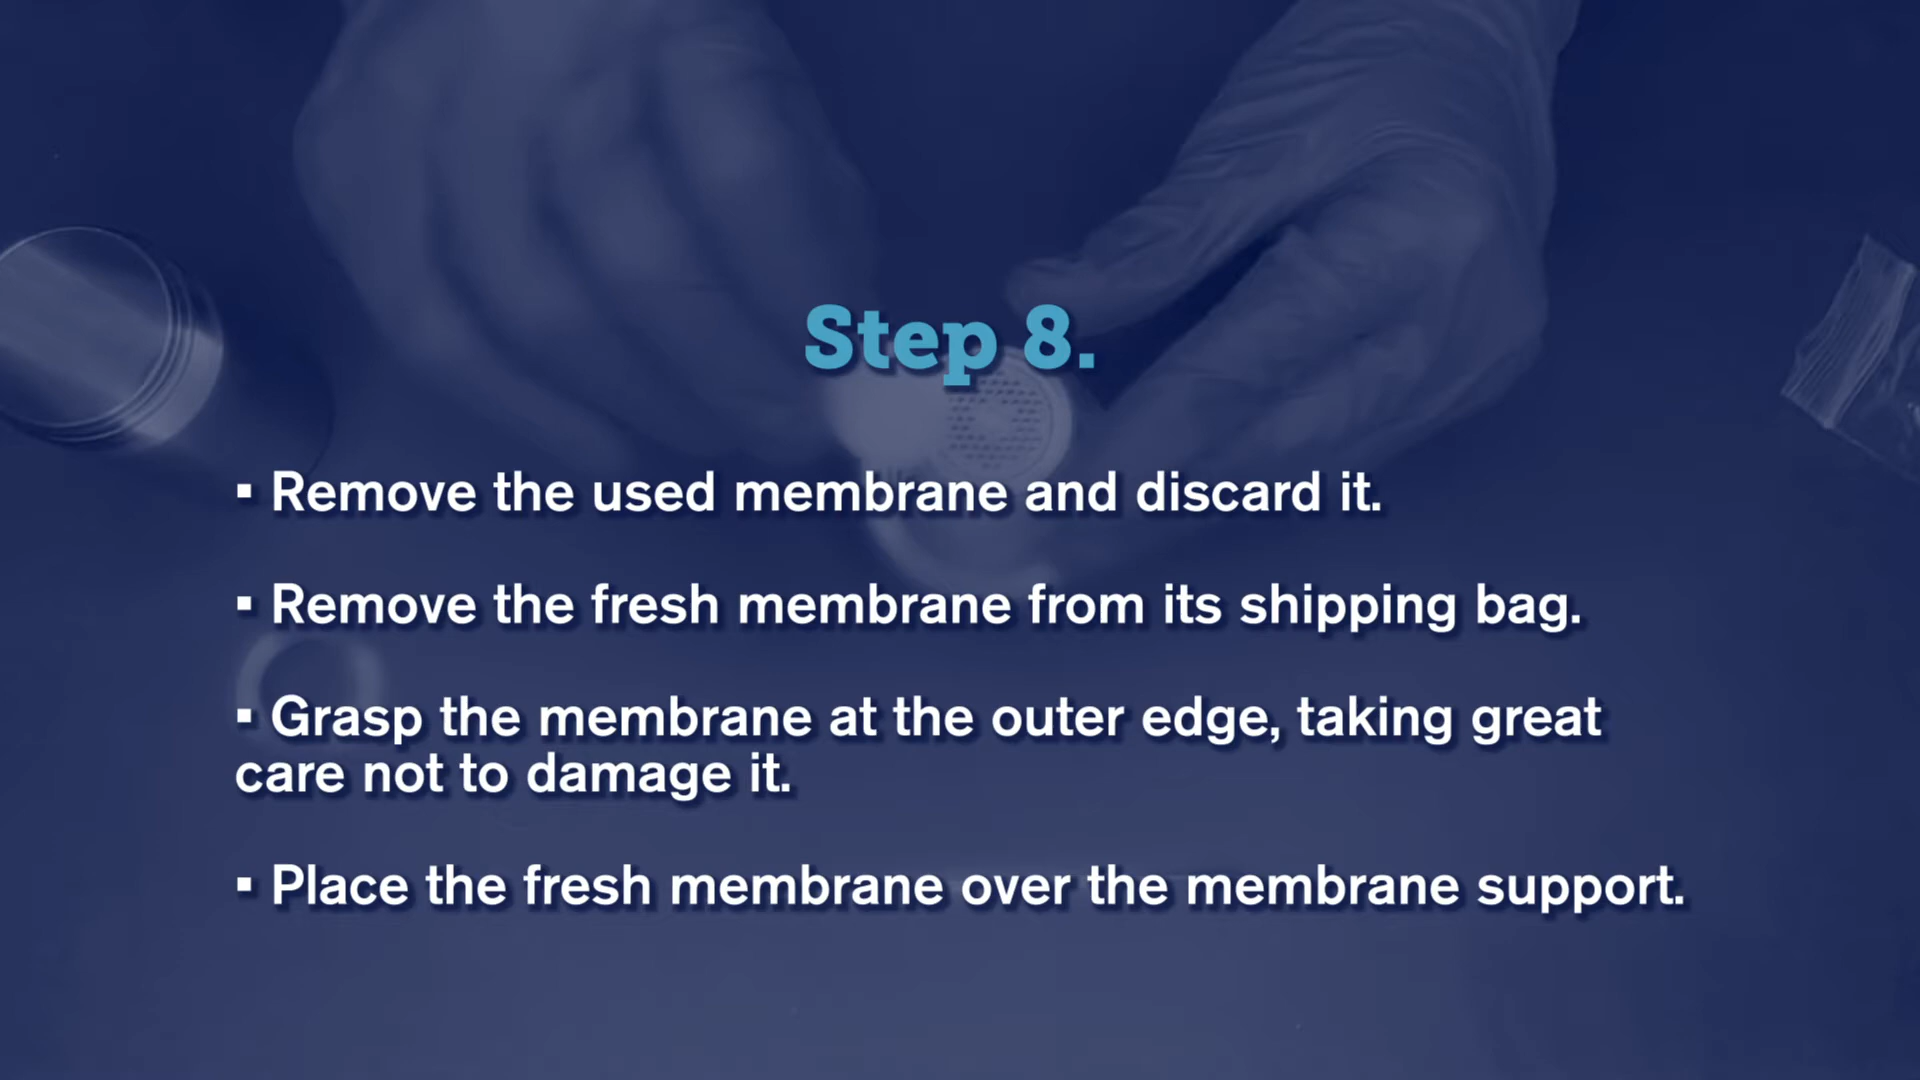 Step 8.
▪ Remove the used membrane and discard it.
▪ Remove the fresh membrane from its shipping bag.
▪ Grasp the membrane at the outer edge, taking great
care not to damage it.
▪ Place the fresh membrane over the membrane support.